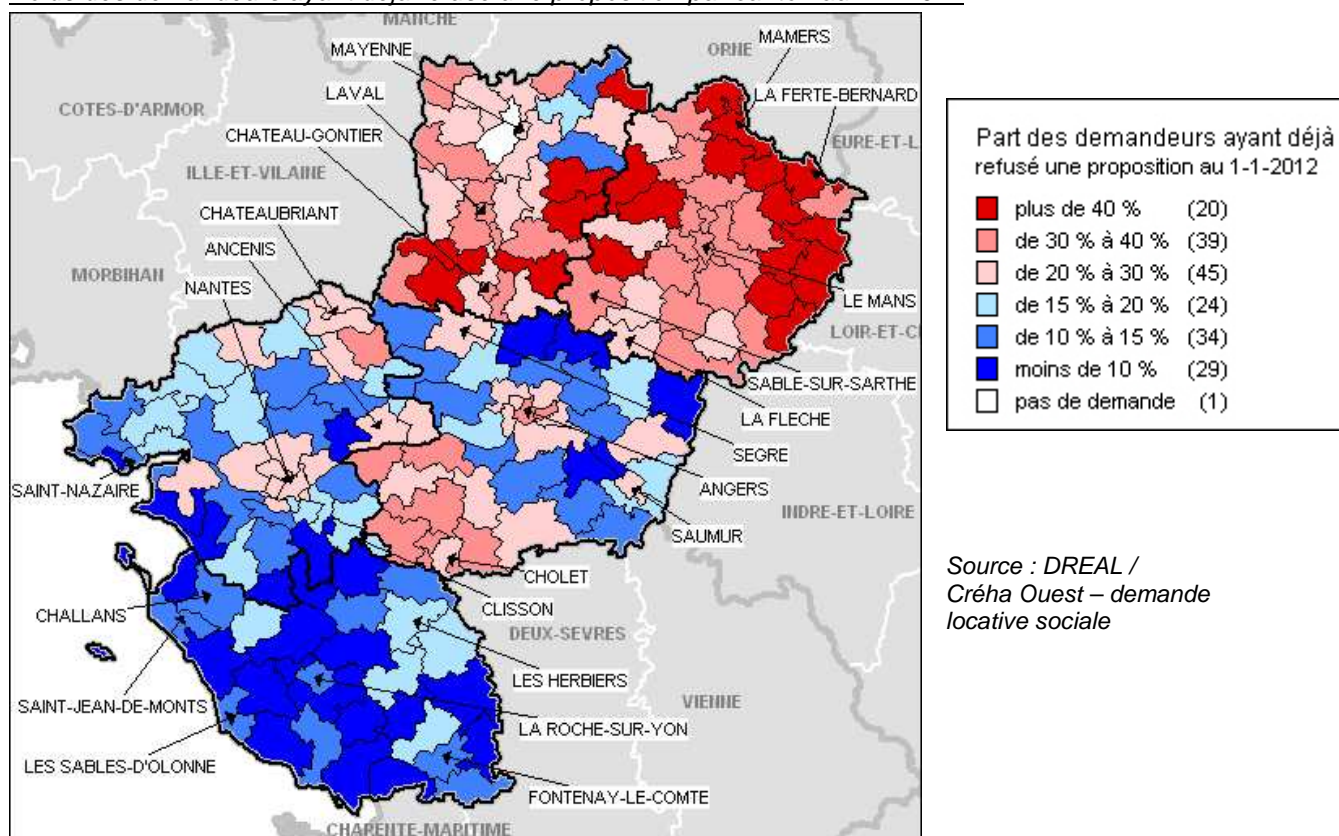 MANCHE
MAYENNE
ORNE
MAMERS
LAVAL
LA FERTE-BERNARD
COTES-D'ARMOR
CHATEAU-GONTIER
EURE-ET-L
ILLE-ET-VILAINE
CHATEAUBRIANT
ANCENIS
MORBIHAN
NANTES
LE MANS
LOIR-ET-C
SABLE-SUR-SARTHE
LA FLECHE
SEGRE
SAINT-NAZAIRE
ANGERS
INDRE-ET-LOIRE
SAUMUR
CHOLET
CHALLANS
CLISSON
DEUX-SEVRES
LES HERBIERS
SAINT-JEAN-DE-MONTS
VIENNE
LA ROCHE-SUR-YON
LES SABLES-D'OLONNE
FONTENAY-LE-COMTE
CHARENTE-MARITIME
Part des demandeurs ayant déjà
refusé une proposition au 1-1-2012
plus de 40 % (20)
de 30 % à 40 % (39)
de 20 % à 30 % (45)
de 15 % à 20 % (24)
de 10 % à 15 % (34)
moins de 10 % (29)
pas de demande (1)
Source : DREAL /
Créha Ouest – demande
locative sociale